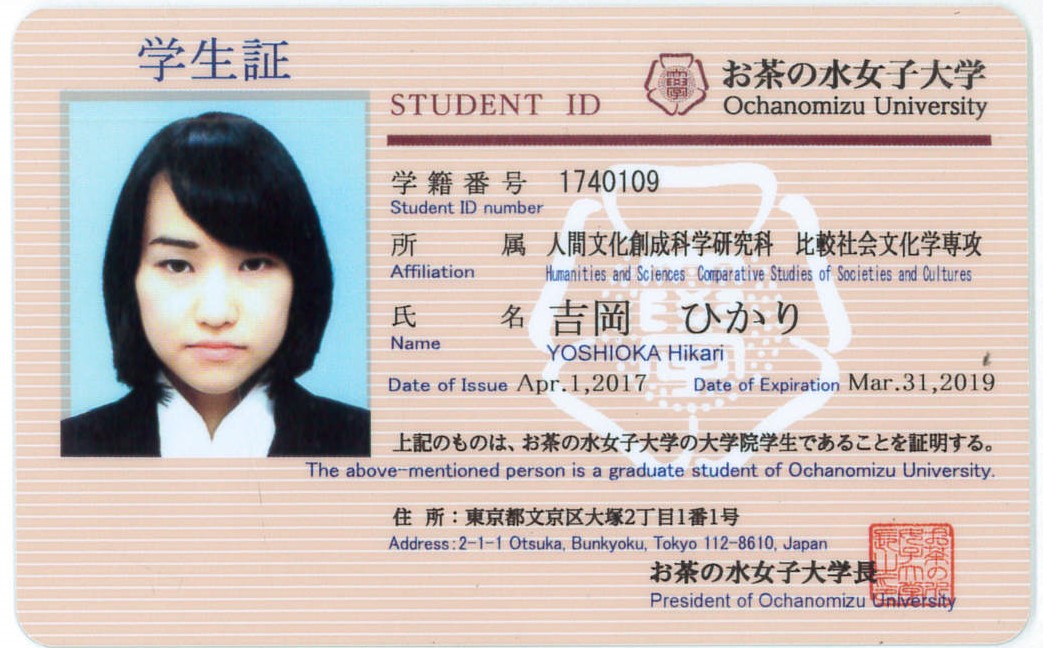 学生証
STUDENT ID
お茶の水女子大学
Ochanomizu University
学籍番号 1740109
Student ID number
所属 人間文化創成科学研究科 比較社会文化学専攻
Affiliation Humanities and Sciences Comparative Studies of Societies and Cultures
氏名 吉岡 ひかり
Name YOSHIOKA Hikari
Date of Issue Apr.1,2017 Date of Expiration Mar.31,2019
上記のものは、お茶の水女子大学の大学院学生であることを証明する。
The above-mentioned person is a graduate student of Ochanomizu University.
住所:東京都文京区大塚2丁目1番1号
Address:2-1-1 Otsuka, Bunkyoku, Tokyo 112-8610, Japan
お茶の水女子大学長
President of Ochanomizu University